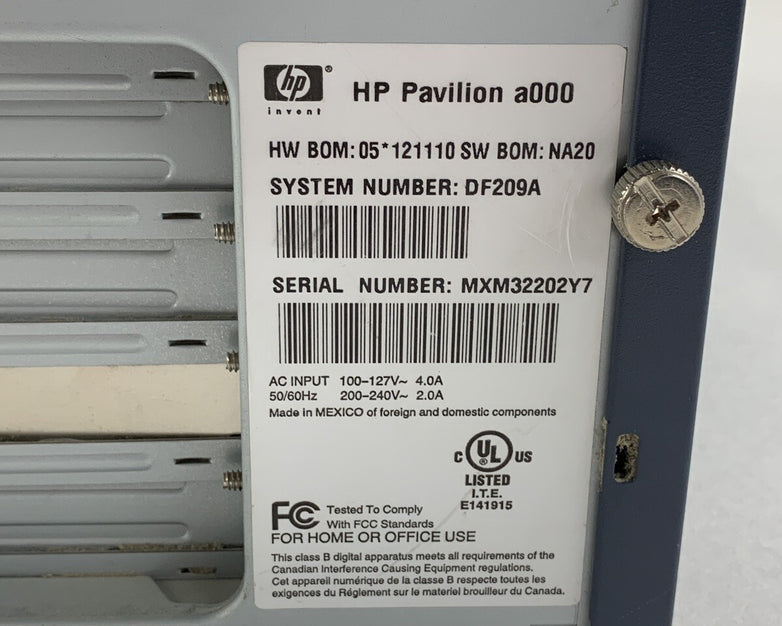 hp®
invent
HP Pavilion a000
HW BOM: 05*121110 SW BOM: NA20
SYSTEM NUMBER: DF209A
SERIAL NUMBER: MXM32202Y7
AC INPUT 100-127V~ 4.0A
50/60Hz 200-240V~ 2.0A
Made in MEXICO of foreign and domestic components
C UL® US
LISTED
I.T.E.
E141915
FC Tested To Comply
With FCC Standards
FOR HOME OR OFFICE USE
This class B digital apparatus meets all requirements of the
Canadian Interference Causing Equipment regulations.
Cet appareil numérique de la classe B respecte toutes les
exigences du Réglement sur le materiel brouilleur du Canada.